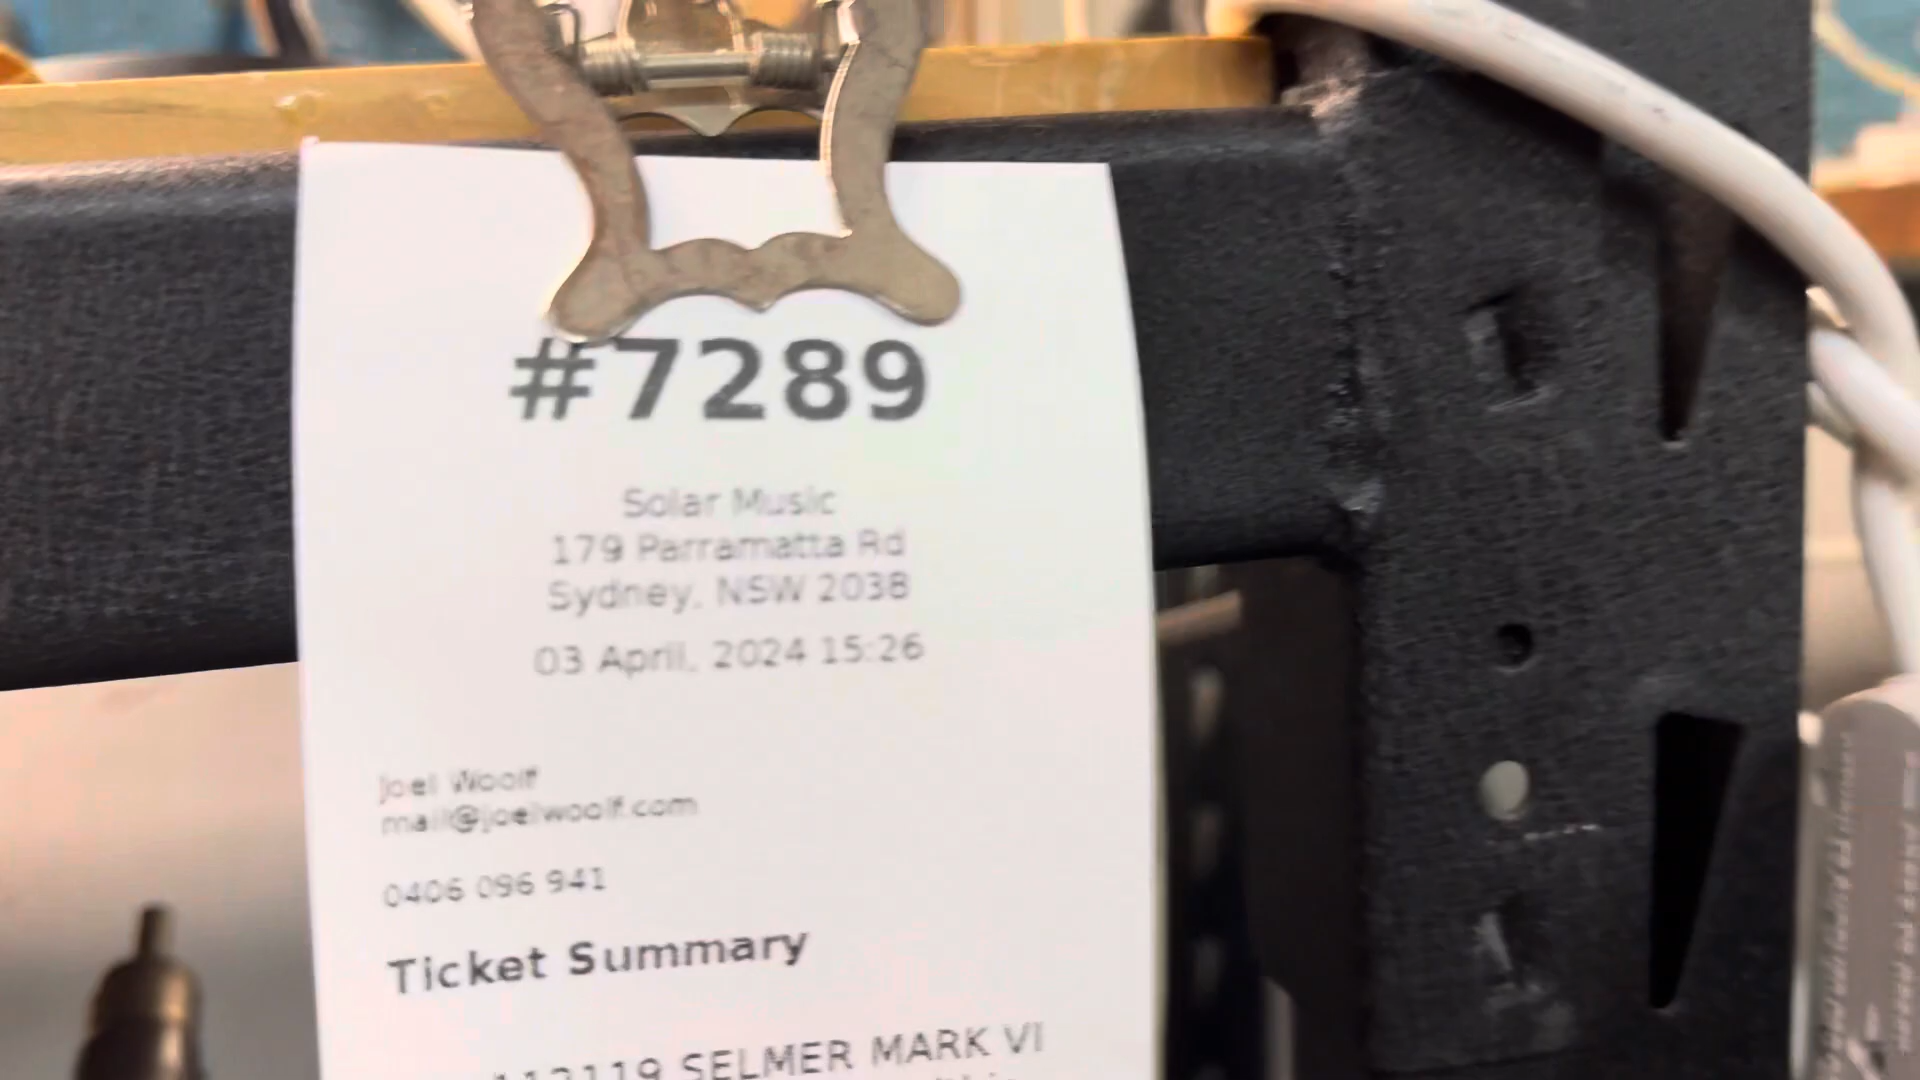 #7289
Solar Music
179 Parramatta Rd
Sydney, NSW 2038
03 April, 2024 15:26
Joel Woolf
mail@joelwoolf.com
0406 096 941
Ticket Summary
SELMER MARK VI